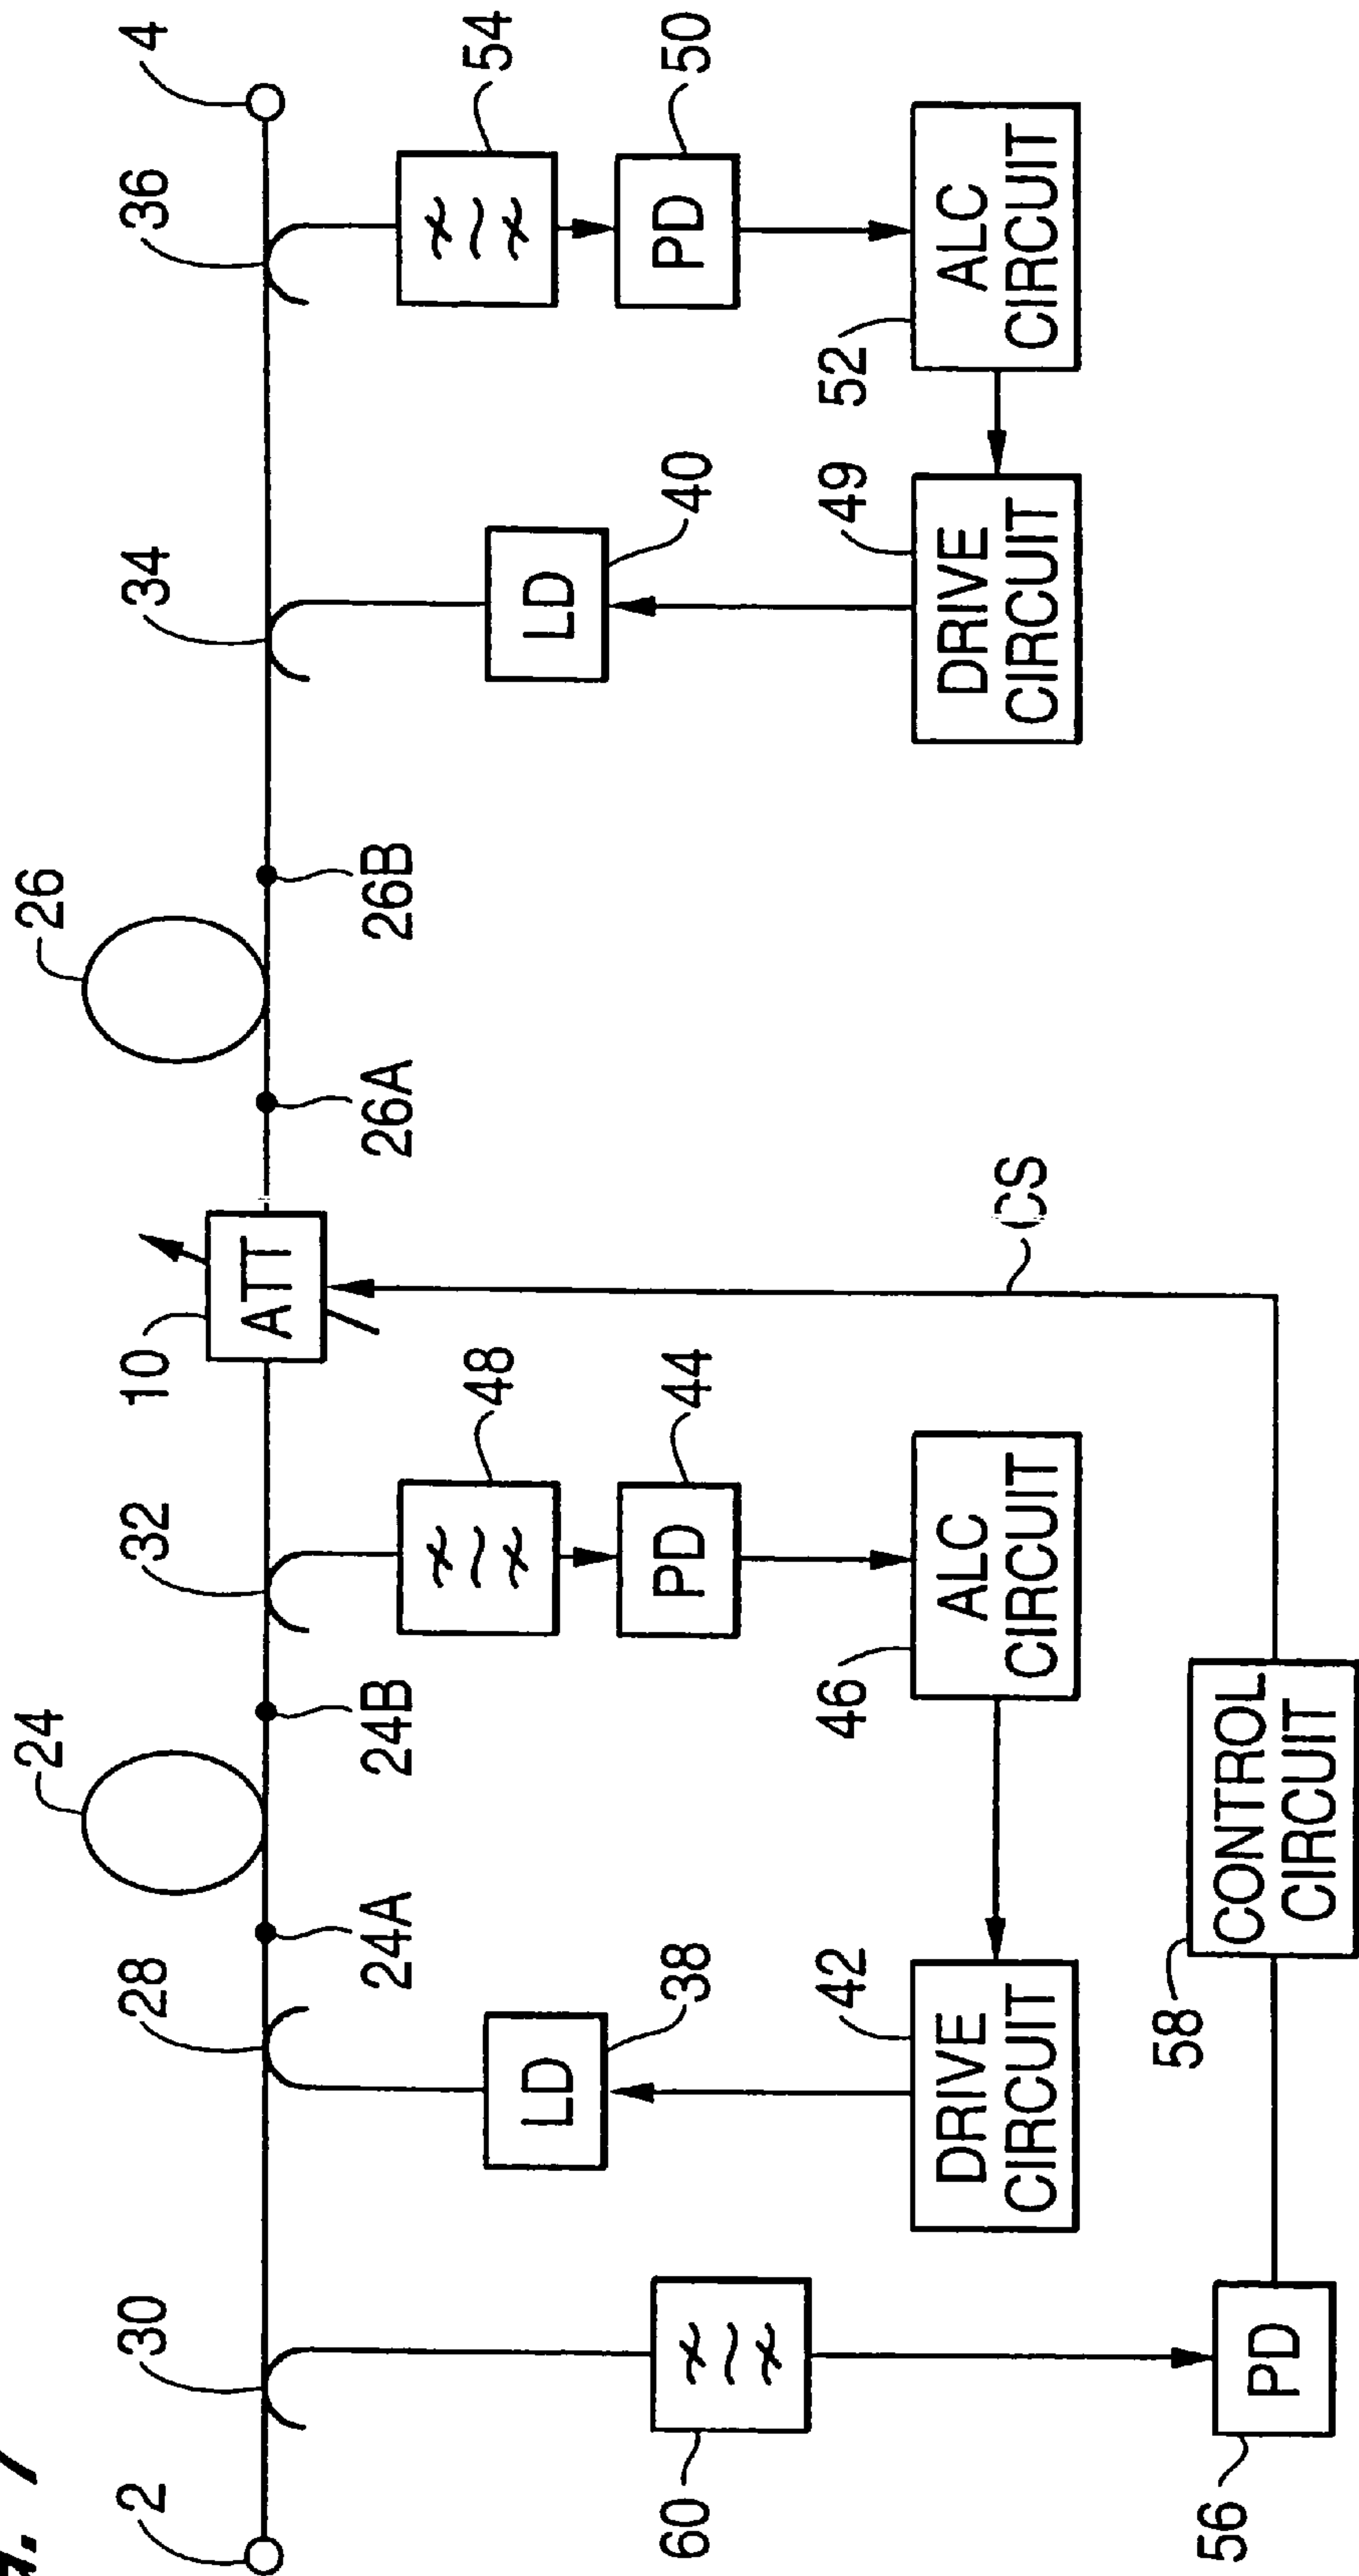 2
30
28
24
24A
24B
32
10
ATT
26
26A
26B
34
36
4
60
56
PD
LD
38
DRIVE
CIRCUIT
42
48
PD
44
ALC
CIRCUIT
46
CONTROL
CIRCUIT
58
CS
LD
40
DRIVE
CIRCUIT
49
54
PD
50
ALC
CIRCUIT
52